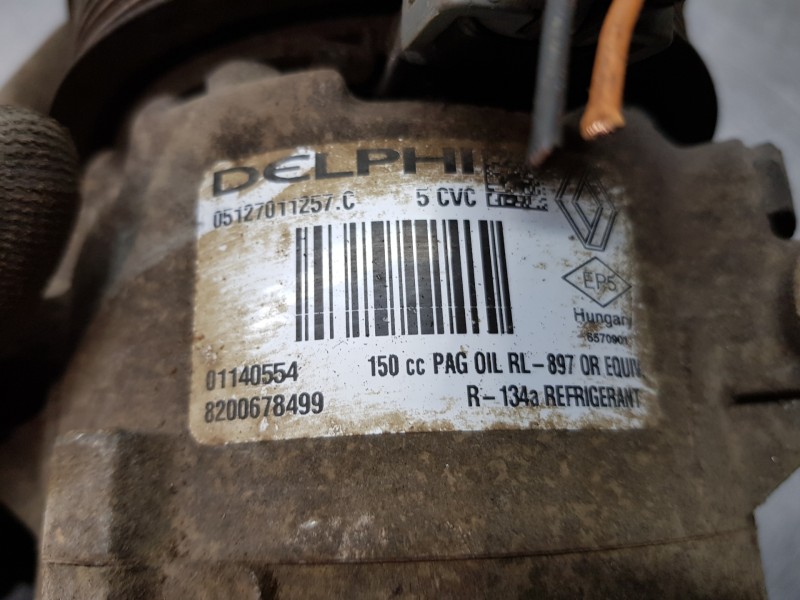 DELPHI
05127011257.C 5 CVC
EP5
Hungary
01140554 150 cc PAG OIL RL-897 OR EQUIV.
8200678499 R-134a REFRIGERANT